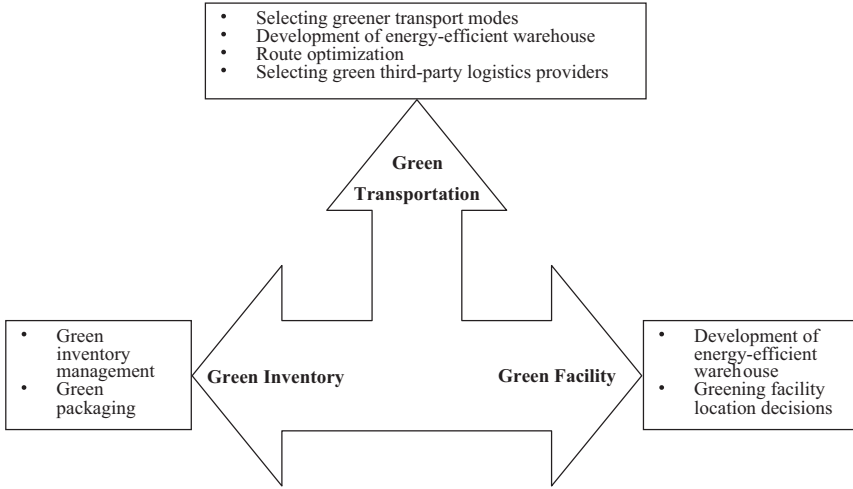 • Selecting greener transport modes
• Development of energy-efficient warehouse
• Route optimization
• Selecting green third-party logistics providers
Green
Transportation
• Green
inventory
management
• Green
packaging
Green Inventory
Green Facility
• Development of
energy-efficient
warehouse
• Greening facility
location decisions